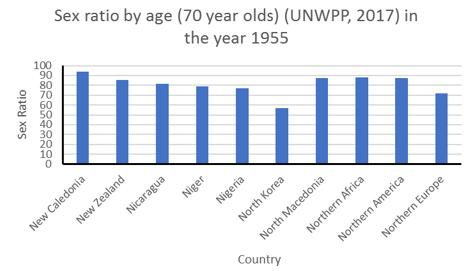 Sex ratio by age (70 year olds) (UNWPP, 2017) in
the year 1955
100
90
80
70
60
50
40
30
20
10
0
Sex Ratio
New Caledonia
New Zealand
Nicaragua
Niger
Nigeria
North Korea
North Macedonia
Northern Africa
Northern America
Northern Europe
Country